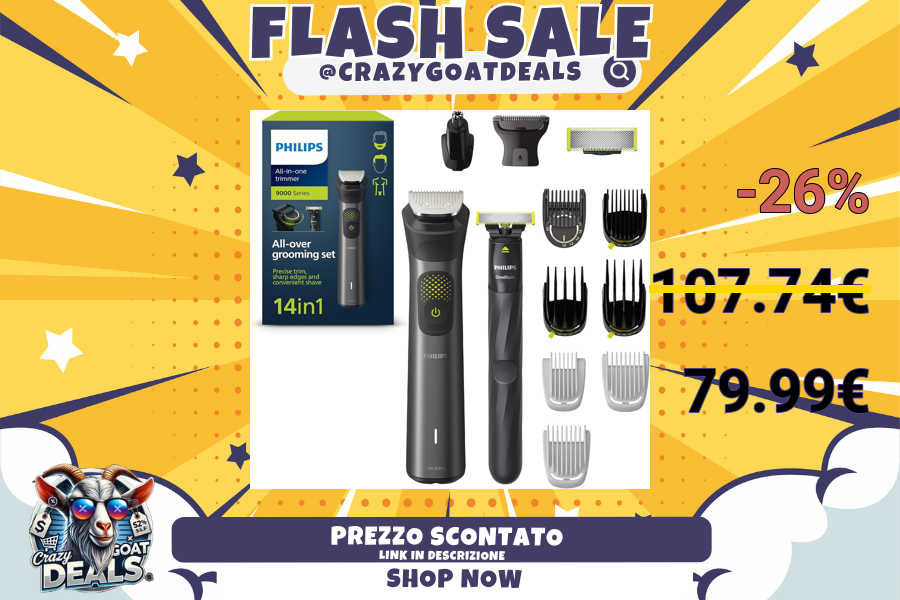 FLASH SALE
@CRAZYGOATDEALS
PHILIPS
All-in-one
trimmer
9000 Series
All-over
grooming set
Precise trim,
sharp edges and
convenient shave
14in1
PHILIPS
OneBlade
PHILIPS
-26%
107.74€
79.99€
$
52%
Crazy
GOAT
DEALS
PREZZO SCONTATO
LINK IN DESCRIZIONE
SHOP NOW